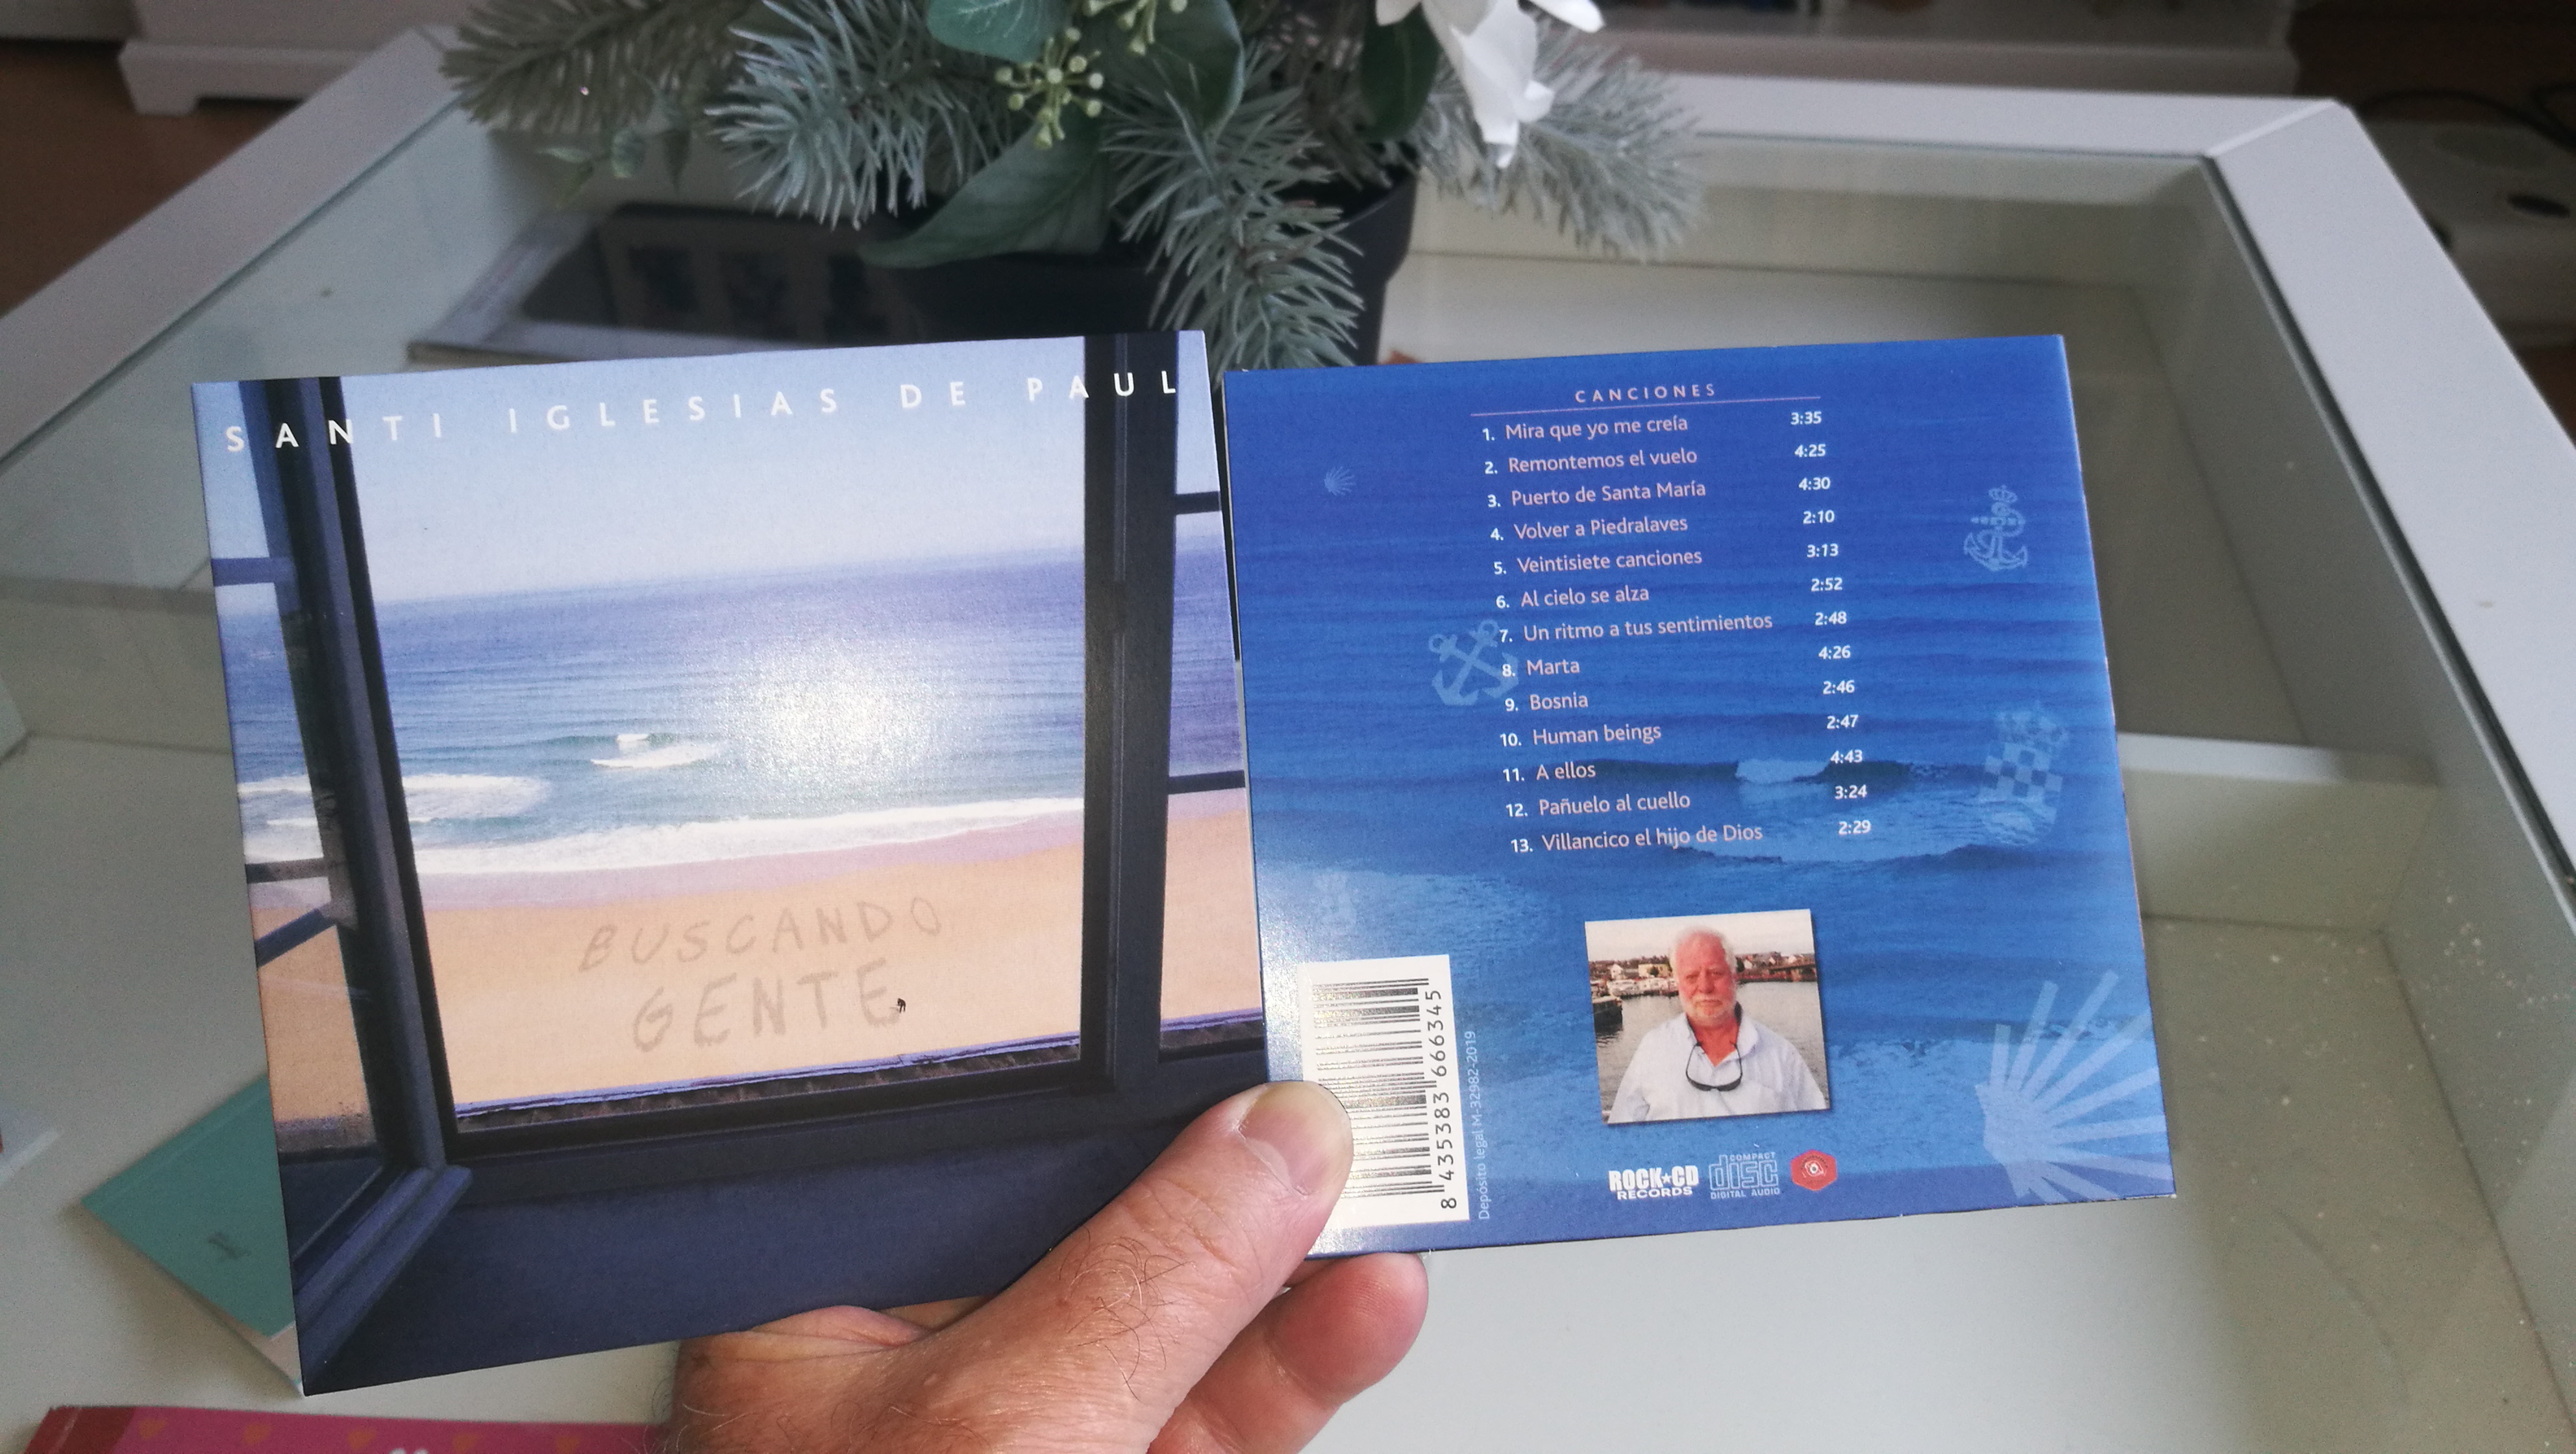 SANTI IGLESIAS DE PAUL
BUSCANDO
GENTE
CANCIONES
1. Mira que yo me creía 3:35
2. Remontemos el vuelo 4:25
3. Puerto de Santa María 4:30
4. Volver a Piedralaves 2:10
5. Veintisiete canciones 3:13
6. Al cielo se alza 2:52
7. Un ritmo a tus sentimientos 2:48
8. Marta 4:26
9. Bosnia 2:46
10. Human beings 2:47
11. A ellos 4:43
12. Pañuelo al cuello 3:24
13. Villancico el hijo de Dios 2:29
8 435383 666345
Depósito legal M-32982-2019
ROCK★CD
RECORDS
COMPACT
disc
DIGITAL AUDIO